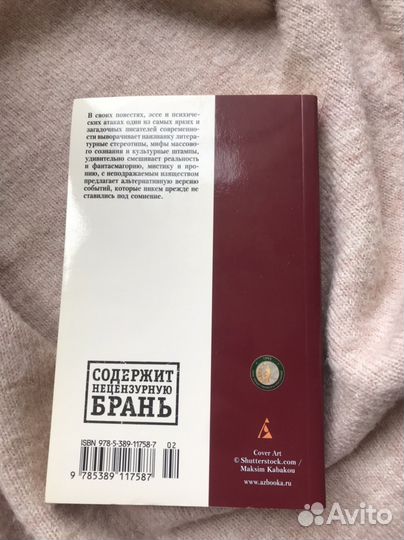 В своих повестях, эссе и психиче-
ских атаках один из самых ярких и
загадочных писателей современно-
сти выворачивает наизнанку литера-
турные стереотипы, мифы массово-
го сознания и культурные штампы,
удивительно смешивает реальность
и фантасмагорию, мистику и иро-
нию, с неподражаемым изяществом
предлагает альтернативную версию
событий, которые никем прежде не
ставились под сомнение.
СОДЕРЖИТ
НЕЦЕНЗУРНУЮ
БРАНЬ
ISBN 978-5-389-11758-7
02
9 785389 117587
Cover Art
© Shutterstock.com /
Maksim Kabakou
www.azbooka.ru
Avito